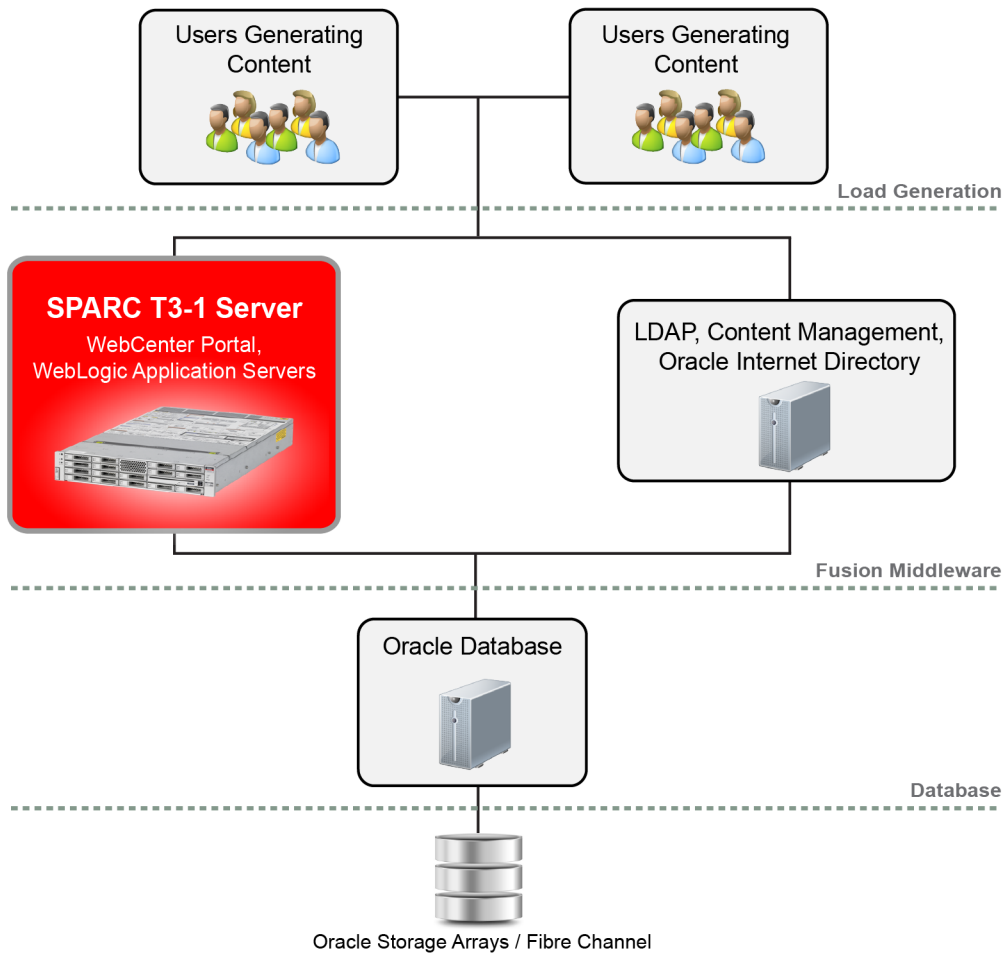 Users Generating
Content
Users Generating
Content
Load Generation
SPARC T3-1 Server
WebCenter Portal,
WebLogic Application Servers
LDAP, Content Management,
Oracle Internet Directory
Fusion Middleware
Oracle Database
Database
Oracle Storage Arrays / Fibre Channel